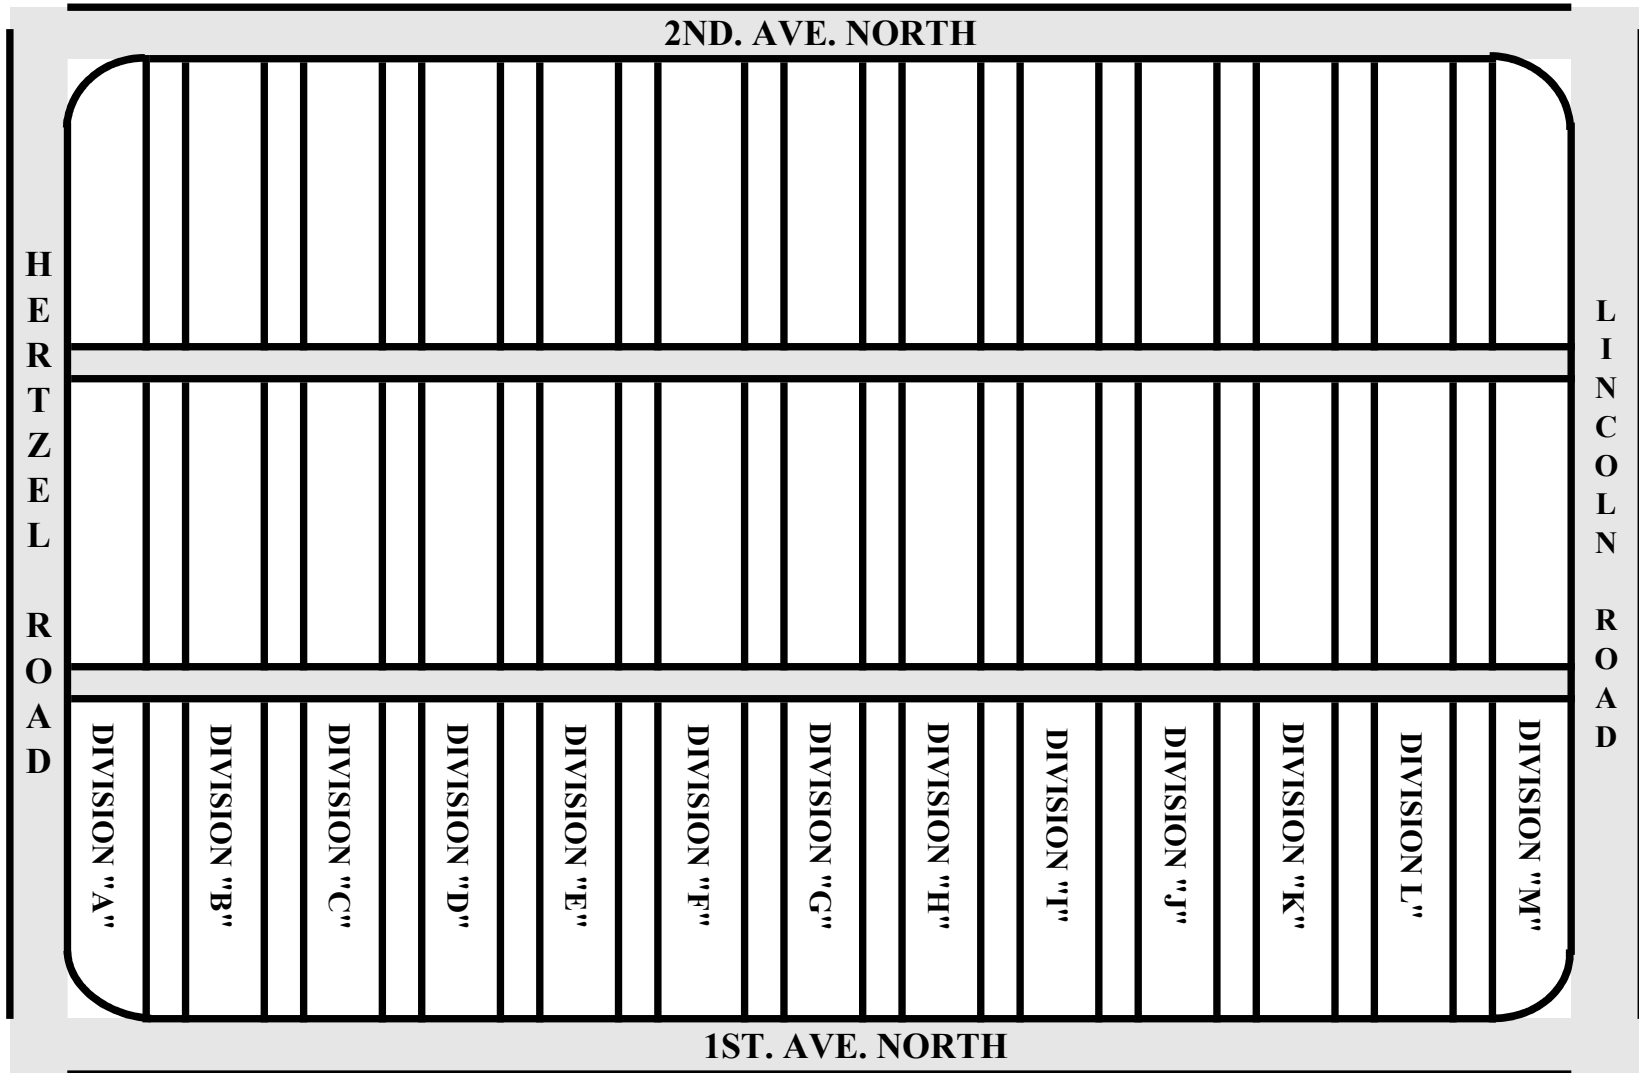 2ND. AVE. NORTH
HERTZEL ROAD
LINCOLN ROAD
DIVISION "A"
DIVISION "B"
DIVISION "C"
DIVISION "D"
DIVISION "E"
DIVISION "F"
DIVISION "G"
DIVISION "H"
DIVISION "I"
DIVISION "J"
DIVISION "K"
DIVISION L"
DIVISION "M"
1ST. AVE. NORTH